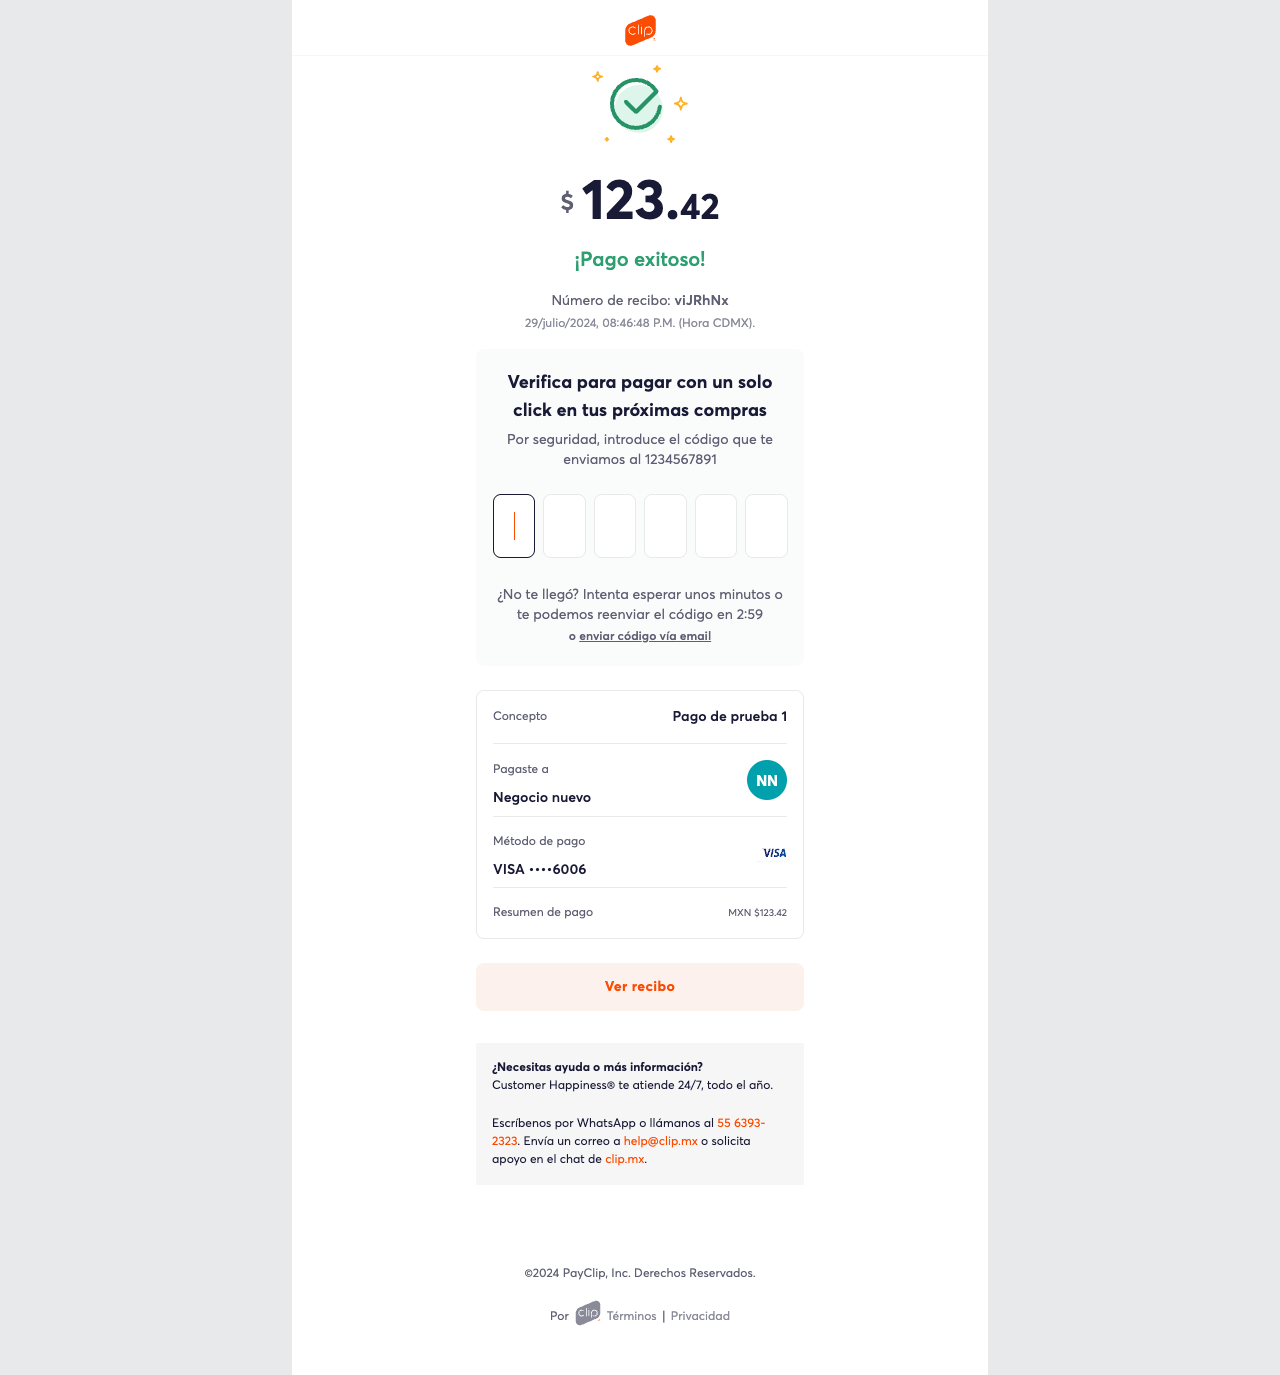 clip
$ 123.42
¡Pago exitoso!
Número de recibo: viJRhNx
29/julio/2024, 08:46:48 P.M. (Hora CDMX).
Verifica para pagar con un solo
click en tus próximas compras
Por seguridad, introduce el código que te
enviamos al 1234567891
¿No te llegó? Intenta esperar unos minutos o
te podemos reenviar el código en 2:59
o enviar código vía email
Concepto Pago de prueba 1
Pagaste a
NN
Negocio nuevo
Método de pago
VISA
VISA ••••6006
Resumen de pago MXN $123.42
Ver recibo
¿Necesitas ayuda o más información?
Customer Happiness® te atiende 24/7, todo el año.
Escríbenos por WhatsApp o llámanos al 55 6393-
2323. Envía un correo a help@clip.mx o solicita
apoyo en el chat de clip.mx.
©2024 PayClip, Inc. Derechos Reservados.
Por clip Términos | Privacidad